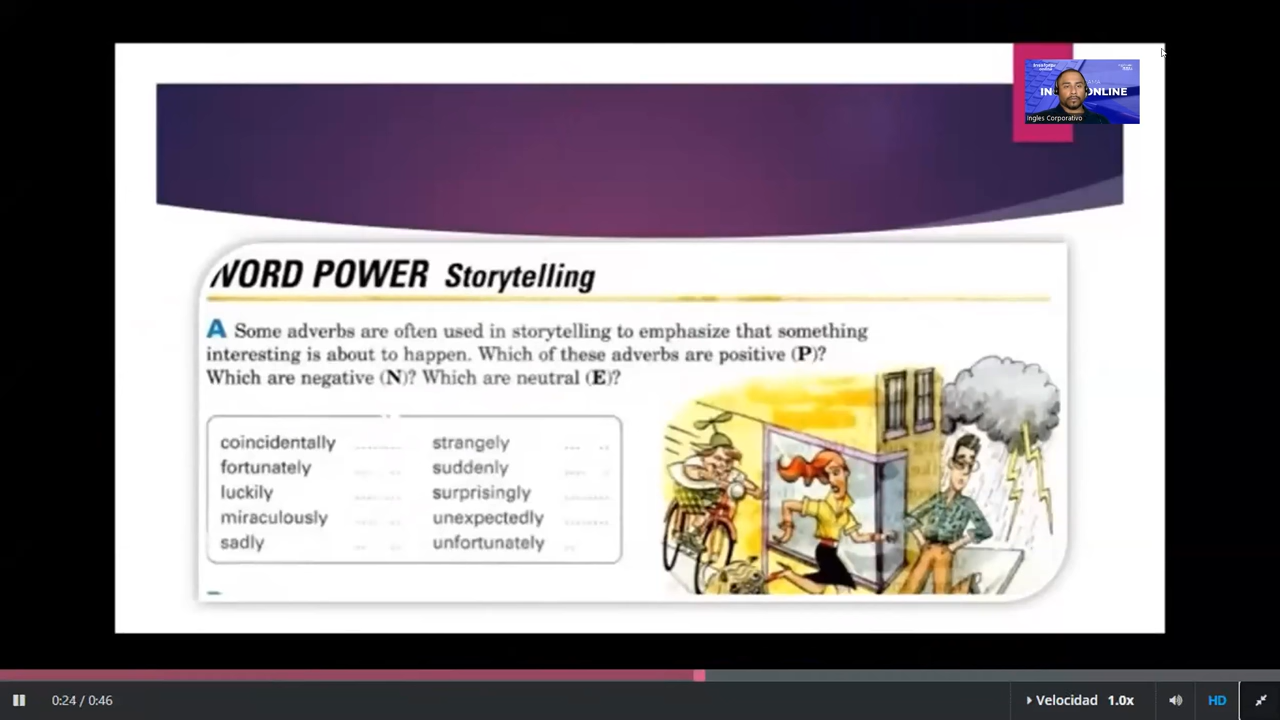 IN ONLINE
Ingles Corporativo
WORD POWER Storytelling
A Some adverbs are often used in storytelling to emphasize that something
interesting is about to happen. Which of these adverbs are positive (P)?
Which are negative (N)? Which are neutral (E)?
coincidentally strangely
fortunately suddenly
luckily surprisingly
miraculously unexpectedly
sadly unfortunately
0:24 / 0:46 Velocidad 1.0x HD